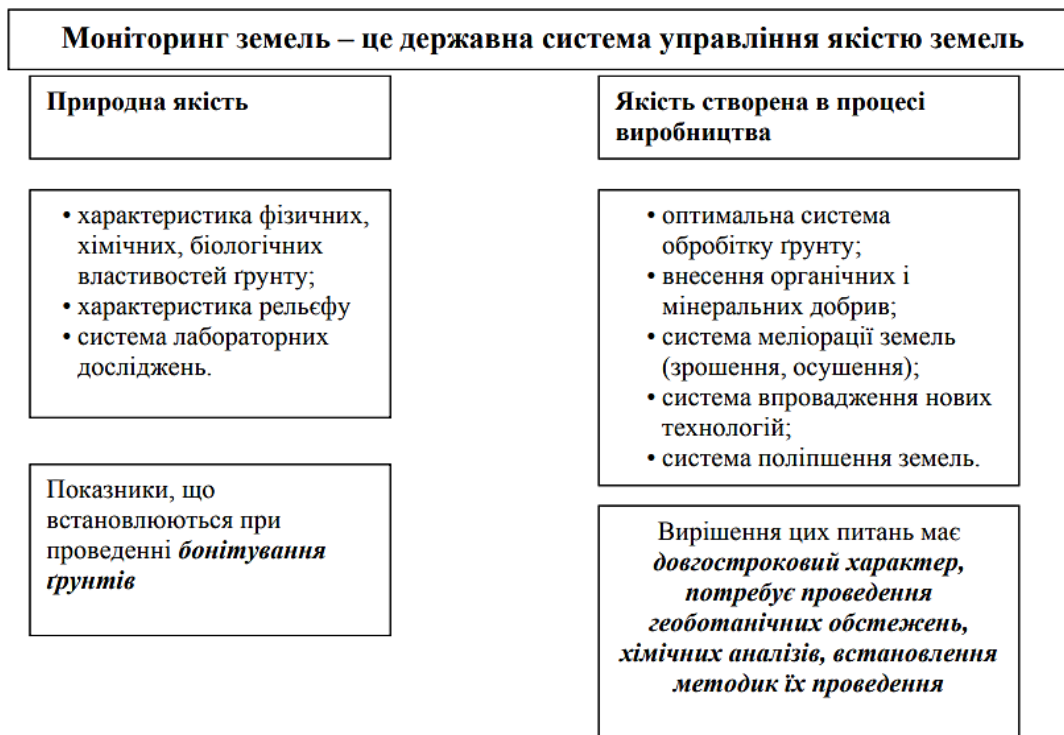 Моніторинг земель – це державна система управління якістю земель
Природна якість
• характеристика фізичних,
хімічних, біологічних
властивостей ґрунту;
• характеристика рельєфу
• система лабораторних
досліджень.
Показники, що
встановлюються при
проведенні бонітування
ґрунтів
Якість створена в процесі
виробництва
• оптимальна система
обробітку ґрунту;
• внесення органічних і
мінеральних добрив;
• система меліорації земель
(зрошення, осушення);
• система впровадження нових
технологій;
• система поліпшення земель.
Вирішення цих питань має
довгостроковий характер,
потребує проведення
геоботанічних обстежень,
хімічних аналізів, встановлення
методик їх проведення